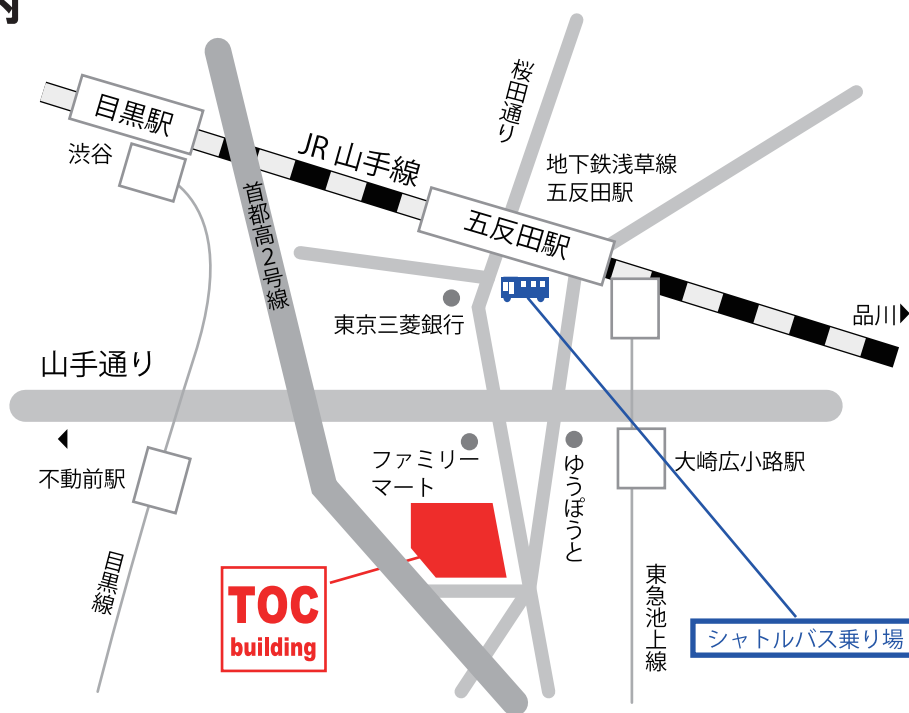 内
目黒駅
渋谷
JR 山手線
首都高2号線
桜田通り
地下鉄浅草線
五反田駅
五反田駅
東京三菱銀行
品川
山手通り
不動前駅
ファミリー
マート
ゆうぽうと
大崎広小路駅
目黒線
TOC
building
東急池上線
シャトルバス乗り場